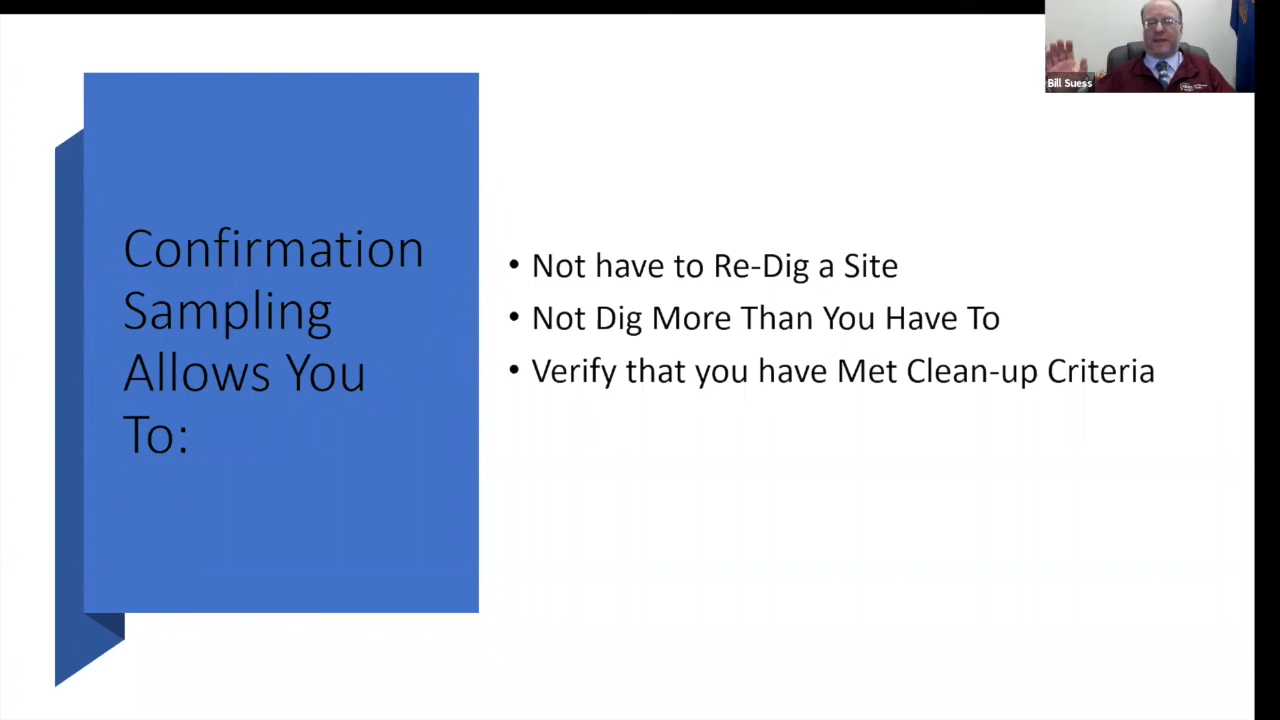 Bill Suess
Confirmation
Sampling
Allows You
To:
• Not have to Re-Dig a Site
• Not Dig More Than You Have To
• Verify that you have Met Clean-up Criteria